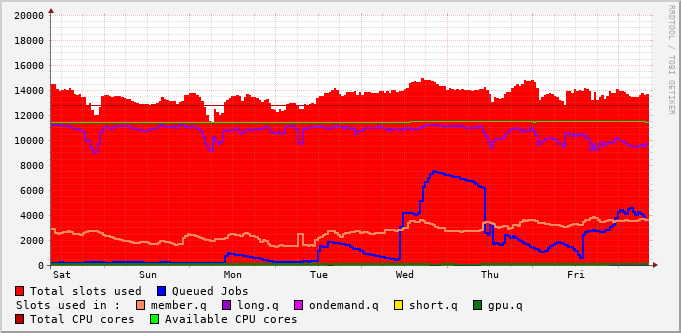 20000
18000
16000
14000
12000
10000
8000
6000
4000
2000
0
Sat Sun Mon Tue Wed Thu Fri
RRDTOOL / TOBI OETIKER
Total slots used Queued Jobs
Slots used in : member.q long.q ondemand.q short.q gpu.q
Total CPU cores Available CPU cores